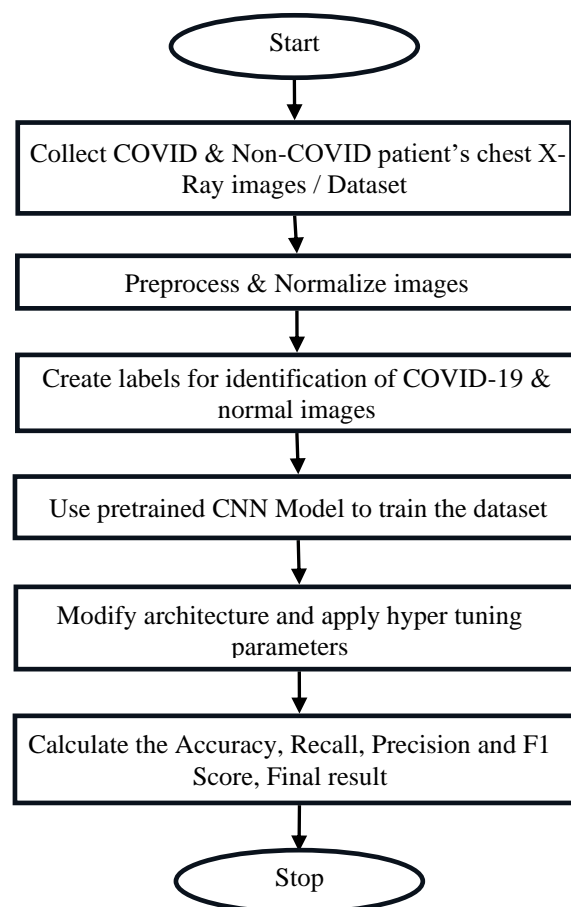 Start
Collect COVID & Non-COVID patient’s chest X-
Ray images / Dataset
Preprocess & Normalize images
Create labels for identification of COVID-19 &
normal images
Use pretrained CNN Model to train the dataset
Modify architecture and apply hyper tuning
parameters
Calculate the Accuracy, Recall, Precision and F1
Score, Final result
Stop